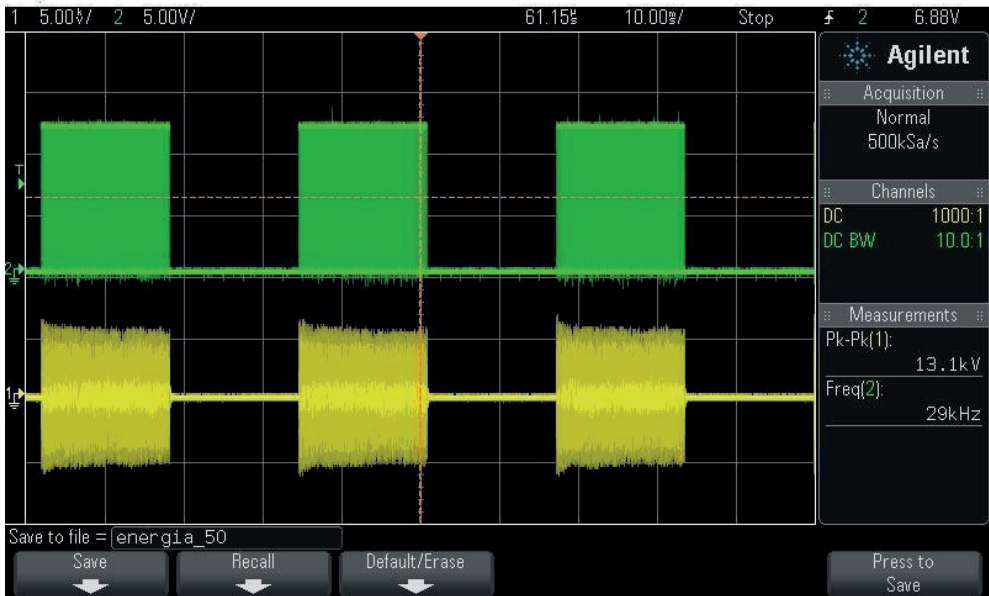 1 5.00kV/ 2 5.00V/ 61.15s 10.00s/ Stop 2 6.88V
Agilent
Acquisition
Normal
500kSa/s
Channels
DC 1000:1
DC BW 10.0:1
T
2
1
Measurements
Pk-Pk(1):
13.1kV
Freq(2):
29kHz
Save to file = energia_50
Save Recall Default/Erase Press to
Save